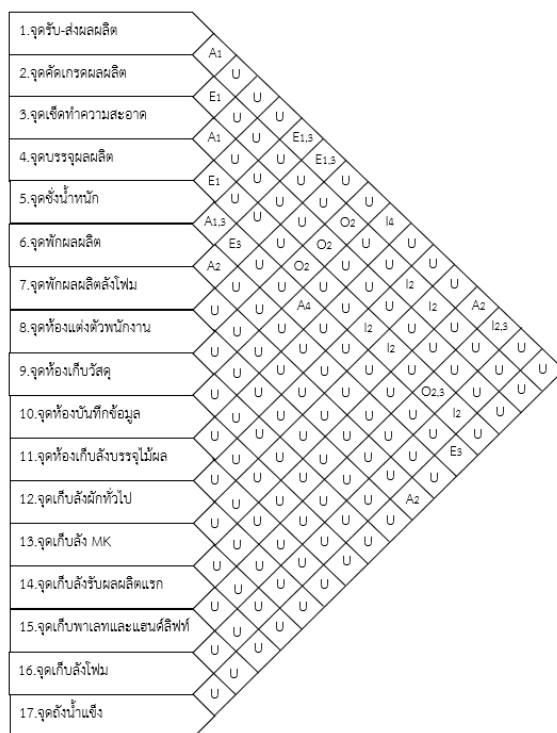 1.จุดรับ-ส่งผลผลิต
A1
2.จุดคัดเกรดผลผลิต U
E1 U
3.จุดเช็ดทำความสะอาด U U
A1 U E1,3
4.จุดบรรจุผลผลิต U U E1,3
E1 U U U
5.จุดชั่งน้ำหนัก U U U U
A1,3 U U O2 I4
6.จุดพักผลผลิต E3 U O2 U U
A2 U O2 U U U
7.จุดพักผลผลิตลังโฟม U U U U I2 U
U U A4 U U I2 A2
8.จุดห้องแต่งตัวพนักงาน U U U I2 U U I2,3
U U U U I2 U U U
9.จุดห้องเก็บวัสดุ U U U U U U U U
U U U U U O2,3 U U
10.จุดห้องบันทึกข้อมูล U U U U U I2 U
U U U U U U U
11.จุดห้องเก็บลังบรรจุไม้ผล U U U U U E3
U U U U U U
12.จุดเก็บลังผักทั่วไป U U U U A2
U U U U U
13.จุดเก็บลัง MK U U U U
U U U U
14.จุดเก็บลังรับผลผลิตแรก U U U
U U U
15.จุดเก็บพาเลทและแฮนด์ลิฟท์ U U
U U
16.จุดเก็บลังโฟม U
U
17.จุดถังน้ำแข็ง